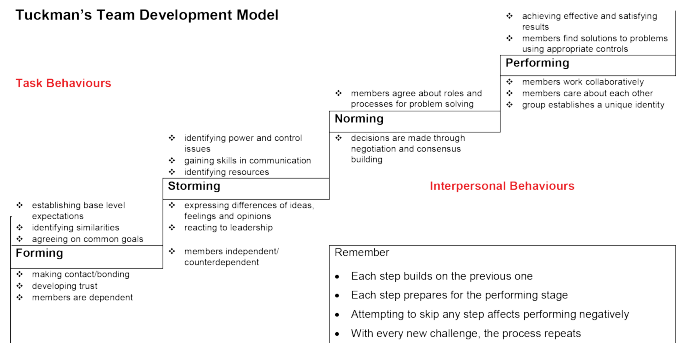 Tuckman's Team Development Model
❖ achieving effective and satisfying
results
❖ members find solutions to problems
using appropriate controls
Performing
❖ members work collaboratively
❖ members care about each other
❖ group establishes a unique identity
Task Behaviours
❖ members agree about roles and
processes for problem solving
Norming
❖ decisions are made through
negotiation and consensus
building
❖ identifying power and control
issues
❖ gaining skills in communication
❖ identifying resources
Storming
❖ expressing differences of ideas,
feelings and opinions
❖ reacting to leadership
❖ members independent/
counterdependent
Interpersonal Behaviours
❖ establishing base level
expectations
❖ identifying similarities
❖ agreeing on common goals
Forming
❖ making contact/bonding
❖ developing trust
❖ members are dependent
Remember
• Each step builds on the previous one
• Each step prepares for the performing stage
• Attempting to skip any step affects performing negatively
• With every new challenge, the process repeats